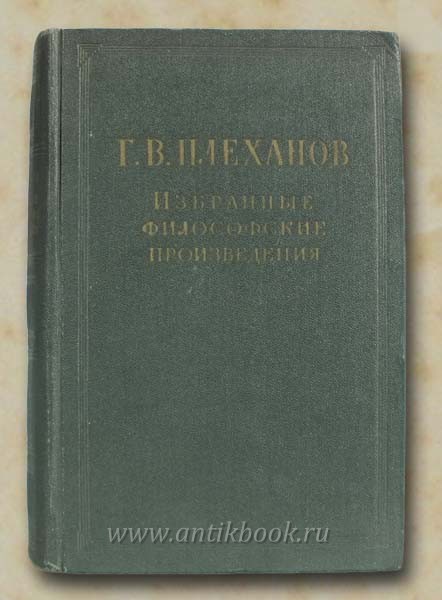 Г. В. ПЛЕХАНОВ
ИЗБРАННЫЕ
ФИЛОСОФСКИЕ
ПРОИЗВЕДЕНИЯ
www.antikbook.ru